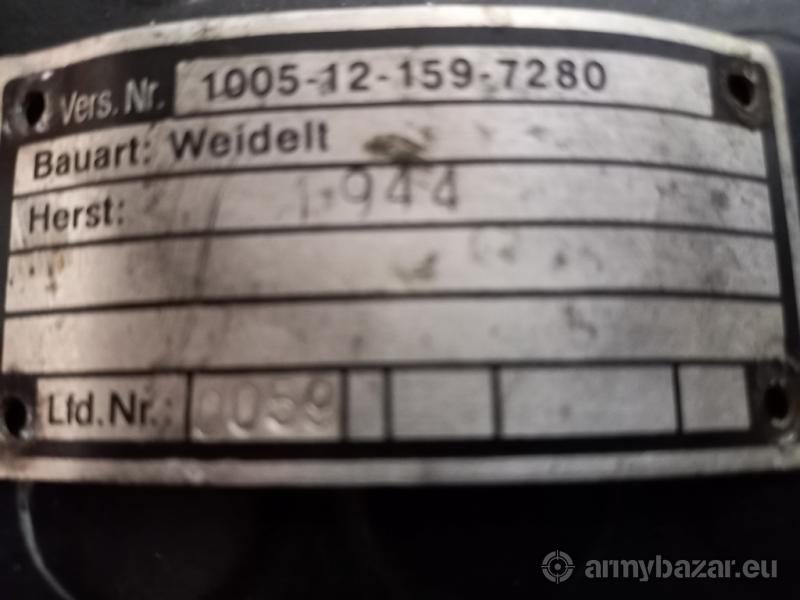 Vers. Nr. 1005-12-159-7280
Bauart: Weidelt
Herst: 1944
Lfd.Nr.: 0059
armybazar.eu